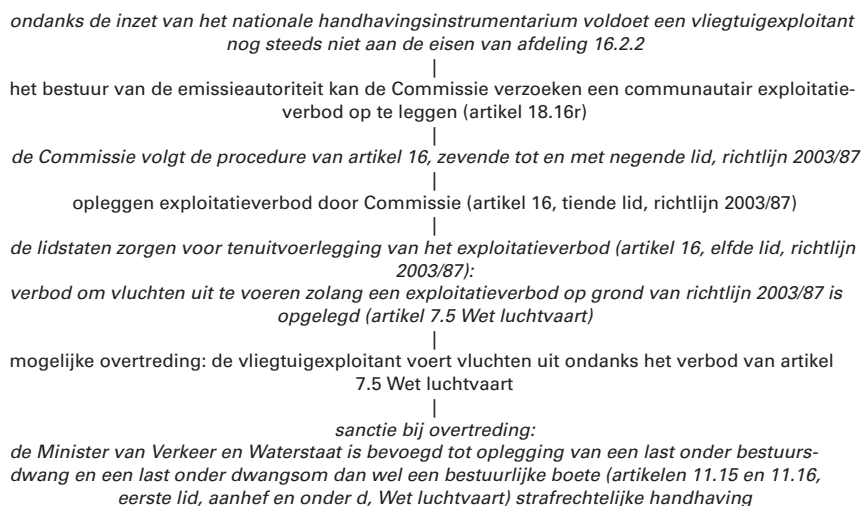 ondanks de inzet van het nationale handhavingsinstrumentarium voldoet een vliegtuigexploitant
nog steeds niet aan de eisen van afdeling 16.2.2
|
het bestuur van de emissieautoriteit kan de Commissie verzoeken een communautair exploitatie-
verbod op te leggen (artikel 18.16r)
|
de Commissie volgt de procedure van artikel 16, zevende tot en met negende lid, richtlijn 2003/87
|
opleggen exploitatieverbod door Commissie (artikel 16, tiende lid, richtlijn 2003/87)
|
de lidstaten zorgen voor tenuitvoerlegging van het exploitatieverbod (artikel 16, elfde lid, richtlijn
2003/87):
verbod om vluchten uit te voeren zolang een exploitatieverbod op grond van richtlijn 2003/87 is
opgelegd (artikel 7.5 Wet luchtvaart)
|
mogelijke overtreding: de vliegtuigexploitant voert vluchten uit ondanks het verbod van artikel
7.5 Wet luchtvaart
|
sanctie bij overtreding:
de Minister van Verkeer en Waterstaat is bevoegd tot oplegging van een last onder bestuurs-
dwang en een last onder dwangsom dan wel een bestuurlijke boete (artikelen 11.15 en 11.16,
eerste lid, aanhef en onder d, Wet luchtvaart) strafrechtelijke handhaving